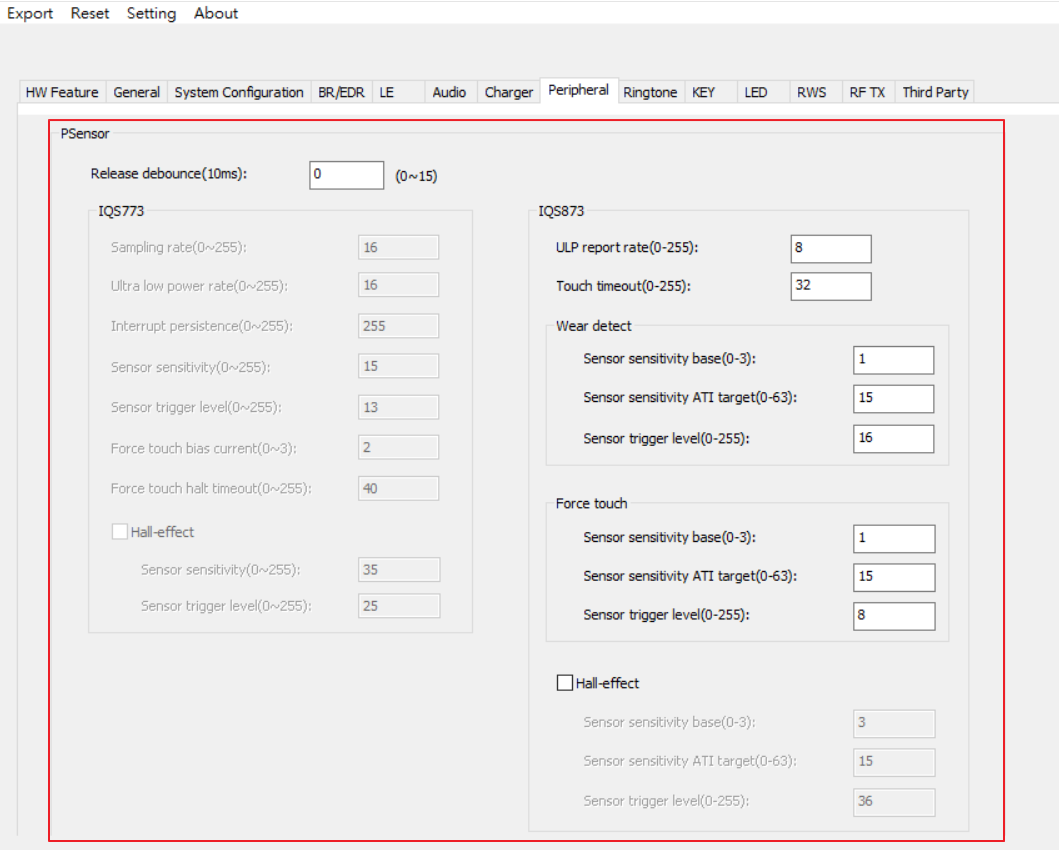 Export Reset Setting About
HW Feature General System Configuration BR/EDR LE Audio Charger Peripheral Ringtone KEY LED RWS RF TX Third Party
PSensor
Release debounce(10ms): 0 (0~15)
IQS773
Sampling rate(0~255): 16
Ultra low power rate(0~255): 16
Interrupt persistence(0~255): 255
Sensor sensitivity(0~255): 15
Sensor trigger level(0~255): 13
Force touch bias current(0~3): 2
Force touch halt timeout(0~255): 40
Hall-effect
Sensor sensitivity(0~255): 35
Sensor trigger level(0~255): 25
IQS873
ULP report rate(0-255): 8
Touch timeout(0-255): 32
Wear detect
Sensor sensitivity base(0-3): 1
Sensor sensitivity ATI target(0-63): 15
Sensor trigger level(0-255): 16
Force touch
Sensor sensitivity base(0-3): 1
Sensor sensitivity ATI target(0-63): 15
Sensor trigger level(0-255): 8
Hall-effect
Sensor sensitivity base(0-3): 3
Sensor sensitivity ATI target(0-63): 15
Sensor trigger level(0-255): 36